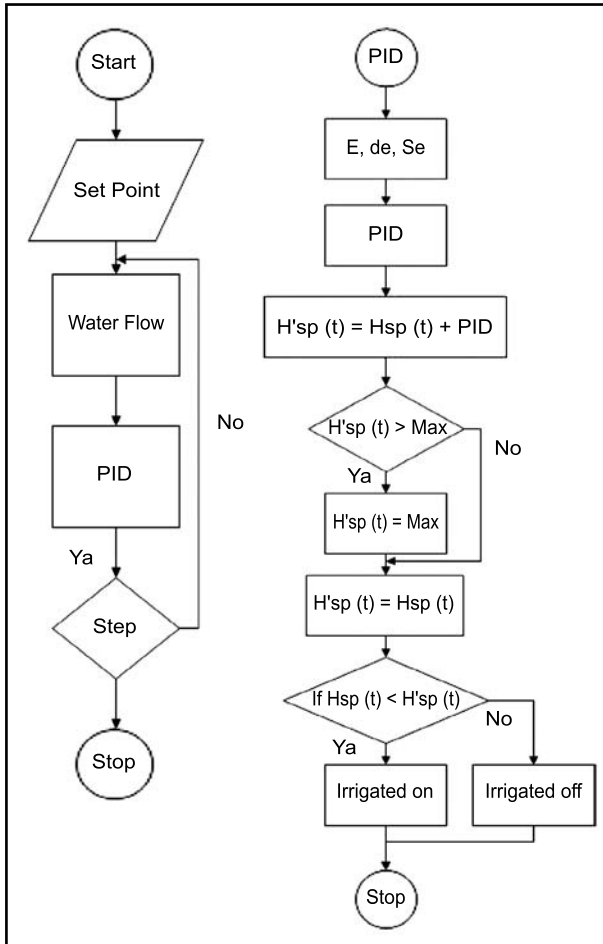 Start
Set Point
Water Flow
PID
No
Ya
Step
Stop
PID
E, de, Se
PID
H'sp (t) = Hsp (t) + PID
H'sp (t) > Max
No
Ya
H'sp (t) = Max
H'sp (t) = Hsp (t)
If Hsp (t) < H'sp (t)
No
Ya
Irrigated on
Irrigated off
Stop